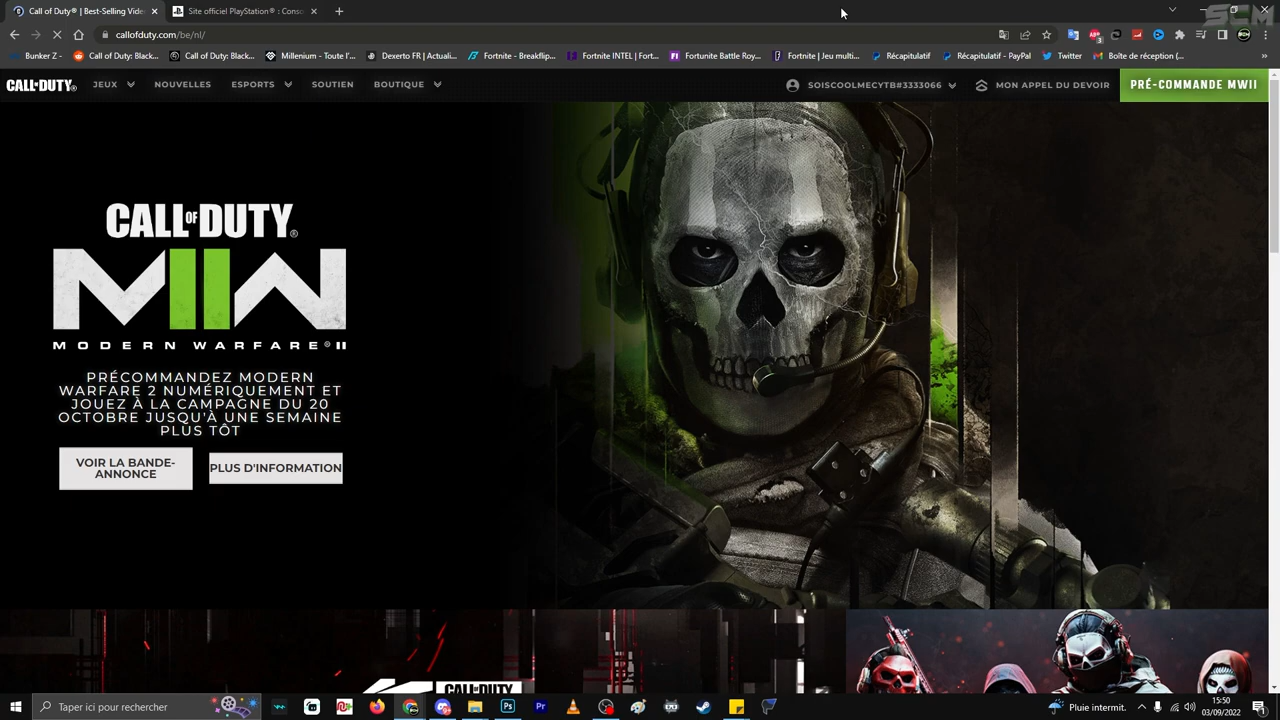 Call of Duty® | Best-Selling Vide
Site officiel PlayStation® : Conso
SCM
callofduty.com/be/nl/
Bunker Z -
Call of Duty: Black...
Call of Duty: Black...
Millenium - Toute l'...
Dexerto FR | Actuali...
Fortnite - Breakflip...
Fortnite INTEL | Fort...
Fortunite Battle Roy...
Fortnite | Jeu multi...
Récapitulatif
Récapitulatif - PayPal
Twitter
Boîte de réception (...
»
CALL OF DUTY®
JEUX
NOUVELLES
ESPORTS
SOUTIEN
BOUTIQUE
SOISCOOLMECYTB#3333066
MON APPEL DU DEVOIR
PRÉ-COMMANDE MWII
CALL OF DUTY®
MWII
MODERN WARFARE® II
PRÉCOMMANDEZ MODERN
WARFARE 2 NUMÉRIQUEMENT ET
JOUEZ À LA CAMPAGNE DU 20
OCTOBRE JUSQU'À UNE SEMAINE
PLUS TÔT
VOIR LA BANDE-
ANNONCE
PLUS D'INFORMATION
CALL OF DUTY
Taper ici pour rechercher
Pr
Ps
Pluie intermit.
15:50
03/09/2022